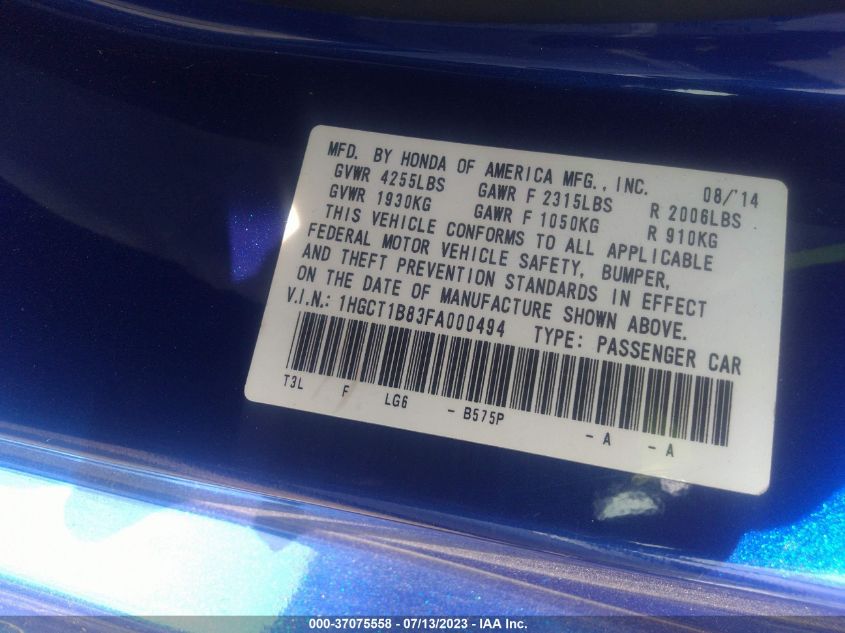 MFD. BY HONDA OF AMERICA MFG., INC. 08/'14
GVWR 4255LBS GAWR F 2315LBS R 2006LBS
GVWR 1930KG GAWR F 1050KG R 910KG
THIS VEHICLE CONFORMS TO ALL APPLICABLE
FEDERAL MOTOR VEHICLE SAFETY, BUMPER,
AND THEFT PREVENTION STANDARDS IN EFFECT
ON THE DATE OF MANUFACTURE SHOWN ABOVE.
V.I.N.: 1HGCT1B83FA000494 TYPE: PASSENGER CAR
T3L F LG6 - B575P - A - A
000-37075558 - 07/13/2023 - IAA Inc.